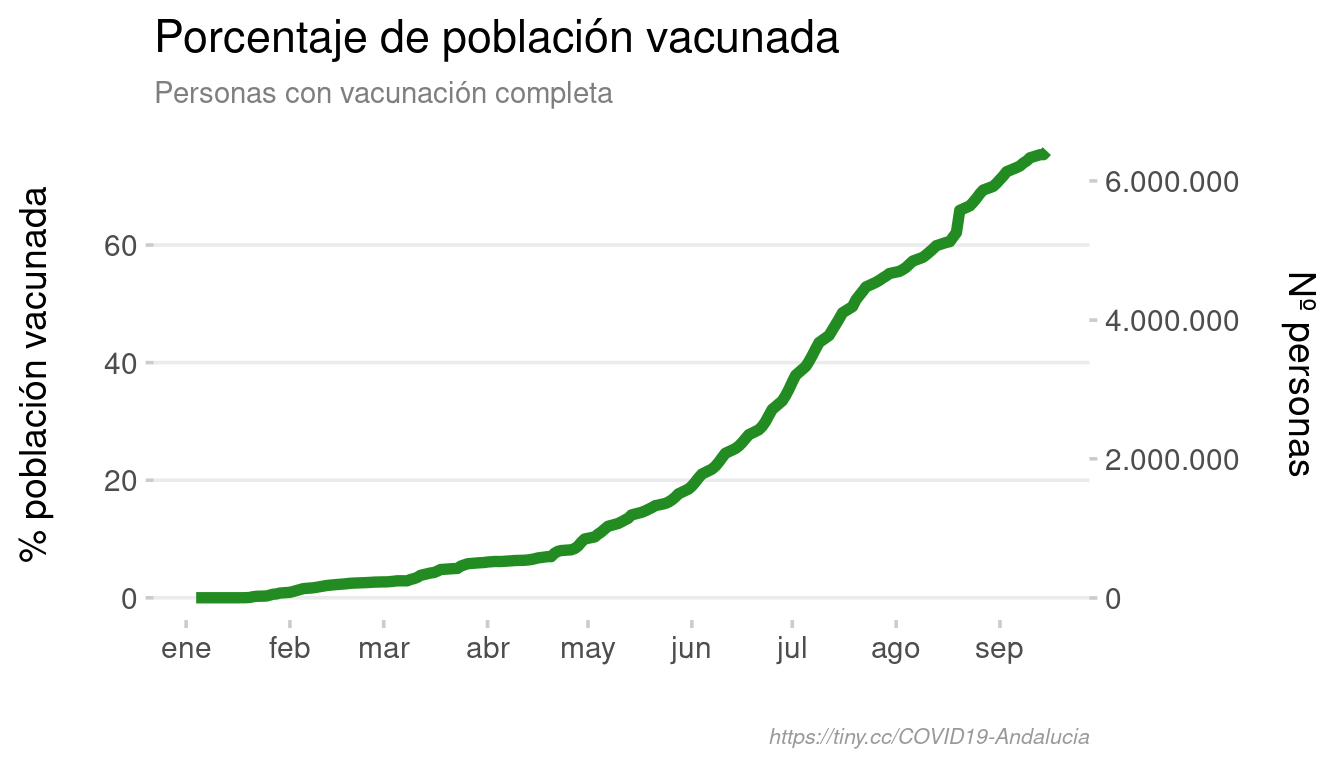 Porcentaje de población vacunada
Personas con vacunación completa
% población vacunada
60
40
20
0
6.000.000
4.000.000
2.000.000
0
Nº personas
ene feb mar abr may jun jul ago sep
https://tiny.cc/COVID19-Andalucia